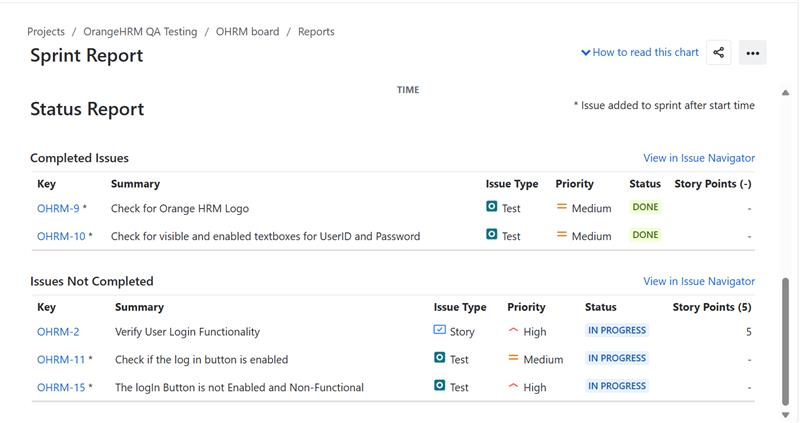 Projects / OrangeHRM QA Testing / OHRM board / Reports
Sprint Report
How to read this chart
TIME
Status Report
* Issue added to sprint after start time
Completed Issues
View in Issue Navigator
Key Summary Issue Type Priority Status Story Points (-)
OHRM-9 * Check for Orange HRM Logo Test Medium DONE -
OHRM-10 * Check for visible and enabled textboxes for UserID and Password Test Medium DONE -
Issues Not Completed
View in Issue Navigator
Key Summary Issue Type Priority Status Story Points (5)
OHRM-2 Verify User Login Functionality Story High IN PROGRESS 5
OHRM-11 * Check if the log in button is enabled Test Medium IN PROGRESS -
OHRM-15 * The logIn Button is not Enabled and Non-Functional Test High IN PROGRESS -